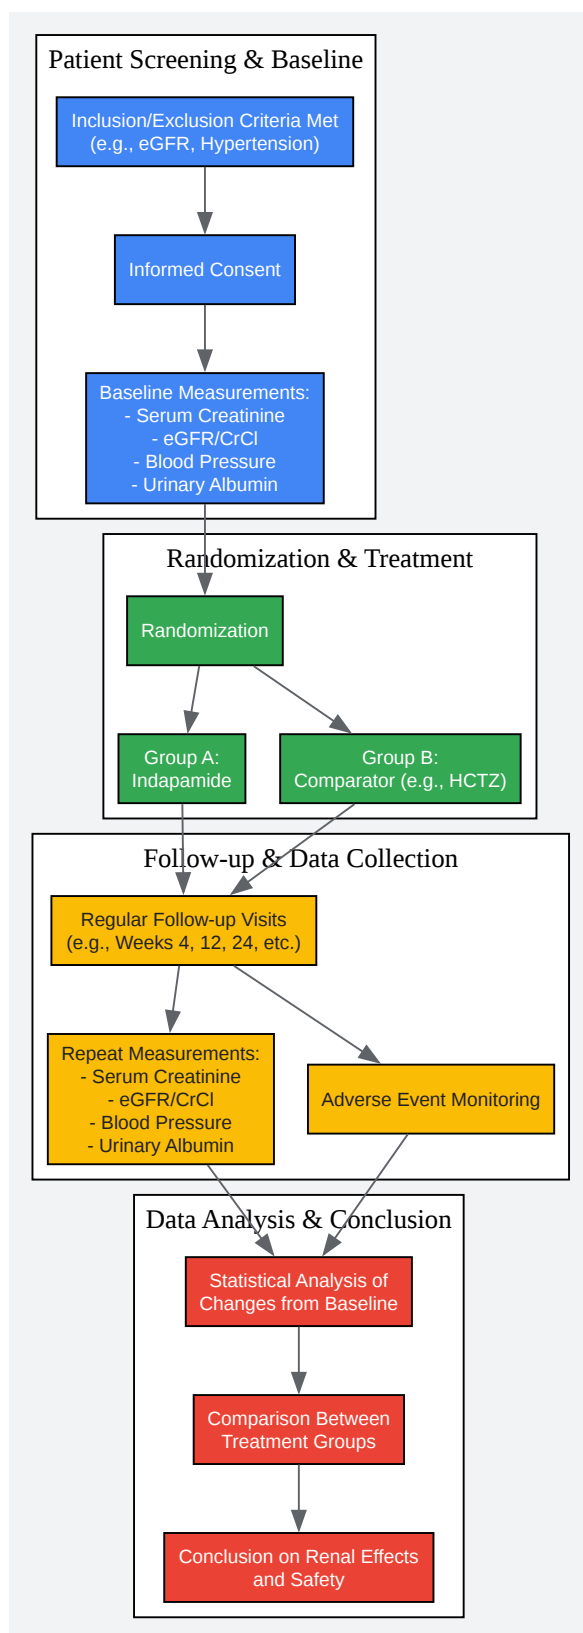 Patient Screening & Baseline
Inclusion/Exclusion Criteria Met
(e.g., eGFR, Hypertension)
Informed Consent
Baseline Measurements:
- Serum Creatinine
- eGFR/CrCl
- Blood Pressure
- Urinary Albumin
Randomization & Treatment
Randomization
Group A:
Indapamide
Group B:
Comparator (e.g., HCTZ)
Follow-up & Data Collection
Regular Follow-up Visits
(e.g., Weeks 4, 12, 24, etc.)
Repeat Measurements:
- Serum Creatinine
- eGFR/CrCl
- Blood Pressure
- Urinary Albumin
Adverse Event Monitoring
Data Analysis & Conclusion
Statistical Analysis of
Changes from Baseline
Comparison Between
Treatment Groups
Conclusion on Renal Effects
and Safety